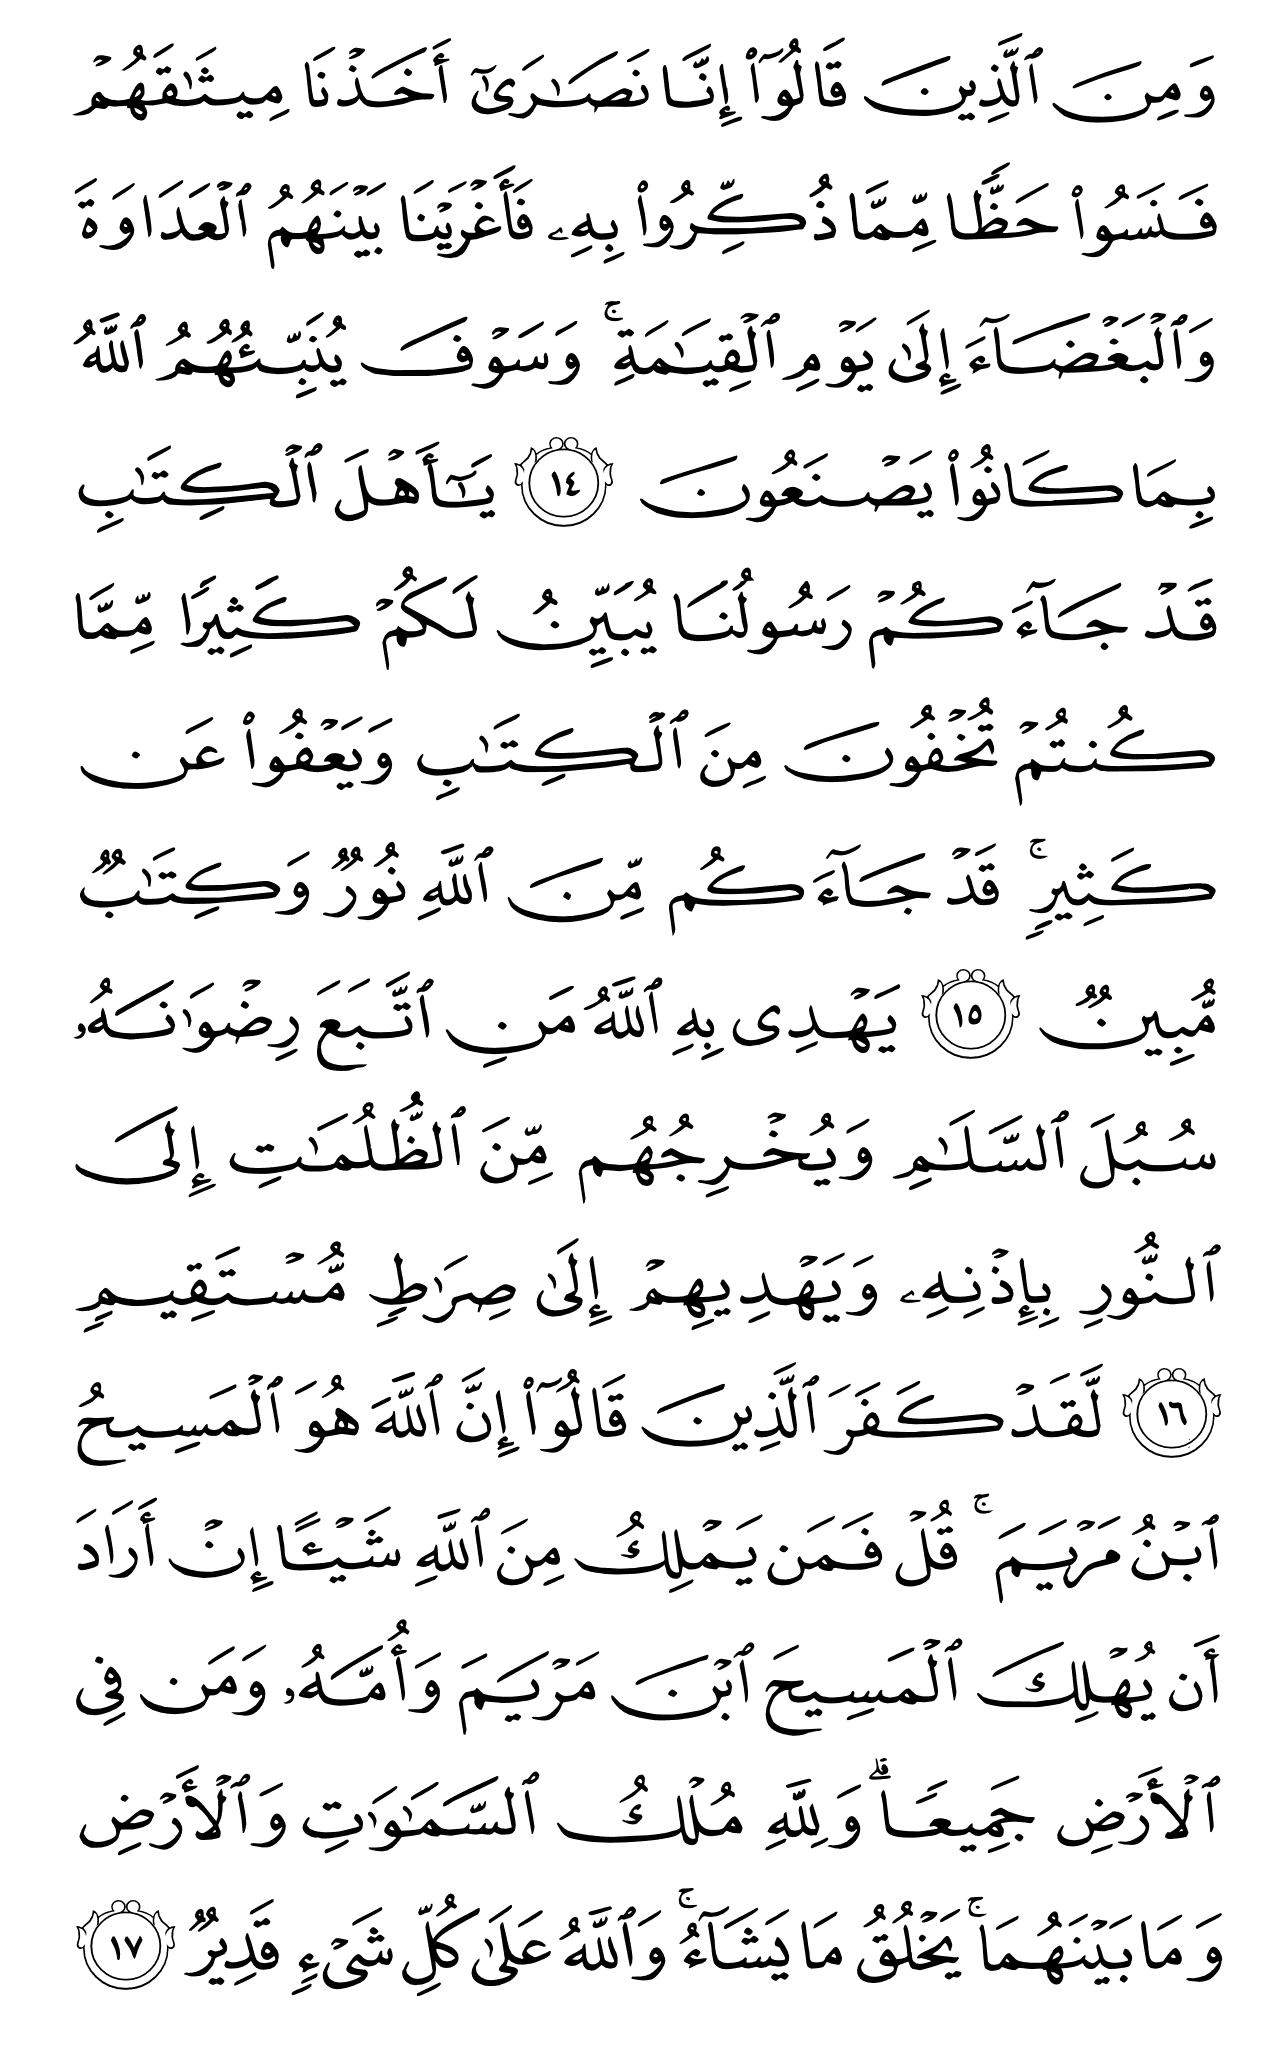 وَمِنَ ٱلَّذِينَ قَالُوٓا۟ إِنَّا نَصَـٰرَىٰٓ أَخَذْنَا مِيثَـٰقَهُمْ
فَنَسُوا۟ حَظًّا مِّمَّا ذُكِّرُوا۟ بِهِۦ فَأَغْرَيْنَا بَيْنَهُمُ ٱلْعَدَاوَةَ
وَٱلْبَغْضَآءَ إِلَىٰ يَوْمِ ٱلْقِيَـٰمَةِ ۚ وَسَوْفَ يُنَبِّئُهُمُ ٱللَّهُ
بِمَا كَانُوا۟ يَصْنَعُونَ ١٤ يَـٰٓأَهْلَ ٱلْكِتَـٰبِ
قَدْ جَآءَكُمْ رَسُولُنَا يُبَيِّنُ لَكُمْ كَثِيرًا مِّمَّا
كُنتُمْ تُخْفُونَ مِنَ ٱلْكِتَـٰبِ وَيَعْفُوا۟ عَن
كَثِيرٍ ۚ قَدْ جَآءَكُم مِّنَ ٱللَّهِ نُورٌ وَكِتَـٰبٌ
مُّبِينٌ ١٥ يَهْدِى بِهِ ٱللَّهُ مَنِ ٱتَّبَعَ رِضْوَٰنَهُۥ
سُبُلَ ٱلسَّلَـٰمِ وَيُخْرِجُهُم مِّنَ ٱلظُّلُمَـٰتِ إِلَى
ٱلنُّورِ بِإِذْنِهِۦ وَيَهْدِيهِمْ إِلَىٰ صِرَٰطٍ مُّسْتَقِيمٍ
١٦ لَّقَدْ كَفَرَ ٱلَّذِينَ قَالُوٓا۟ إِنَّ ٱللَّهَ هُوَ ٱلْمَسِيحُ
ٱبْنُ مَرْيَمَ ۚ قُلْ فَمَن يَمْلِكُ مِنَ ٱللَّهِ شَيْـًٔا إِنْ أَرَادَ
أَن يُهْلِكَ ٱلْمَسِيحَ ٱبْنَ مَرْيَمَ وَأُمَّهُۥ وَمَن فِى
ٱلْأَرْضِ جَمِيعًا ۗ وَلِلَّهِ مُلْكُ ٱلسَّمَـٰوَٰتِ وَٱلْأَرْضِ
وَمَا بَيْنَهُمَا ۚ يَخْلُقُ مَا يَشَآءُ ۚ وَٱللَّهُ عَلَىٰ كُلِّ شَىْءٍ قَدِيرٌ ١٧